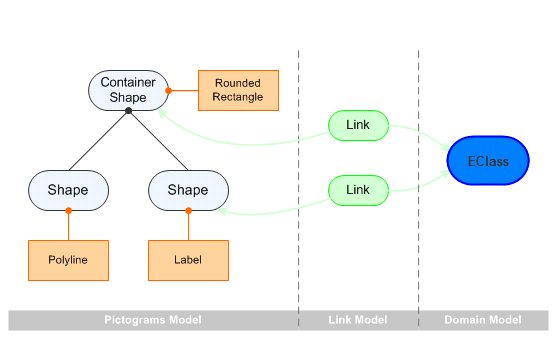 Container
Shape
Rounded
Rectangle
Link
EClass
Shape
Shape
Link
Polyline
Label
Pictograms Model
Link Model
Domain Model